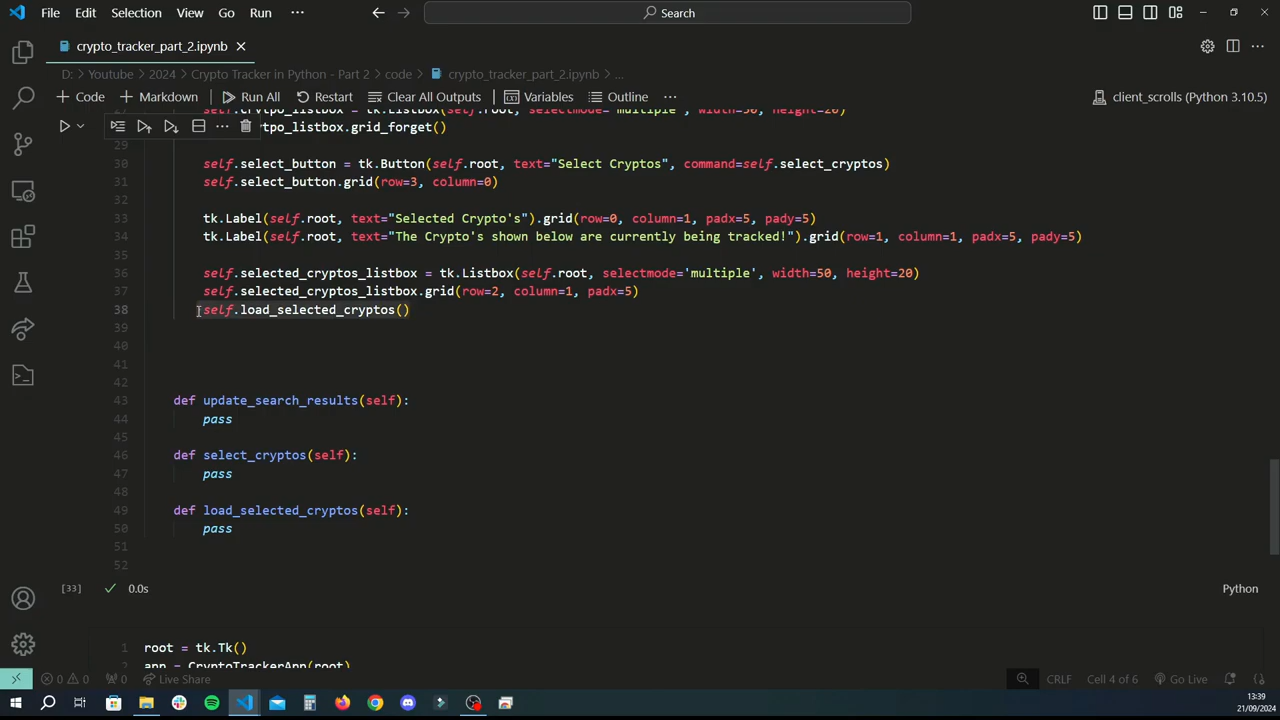 File Edit Selection View Go Run ··· Search
crypto_tracker_part_2.ipynb
D: > Youtube > 2024 > Crypto Tracker in Python - Part 2 > code > crypto_tracker_part_2.ipynb > ...
+ Code + Markdown Run All Restart Clear All Outputs Variables Outline ··· client_scrolls (Python 3.10.5)
listbox.grid_forget()
29
30 self.select_button = tk.Button(self.root, text="Select Cryptos", command=self.select_cryptos)
31 self.select_button.grid(row=3, column=0)
32
33 tk.Label(self.root, text="Selected Crypto's").grid(row=0, column=1, padx=5, pady=5)
34 tk.Label(self.root, text="The Crypto's shown below are currently being tracked!").grid(row=1, column=1, padx=5, pady=5)
35
36 self.selected_cryptos_listbox = tk.Listbox(self.root, selectmode='multiple', width=50, height=20)
37 self.selected_cryptos_listbox.grid(row=2, column=1, padx=5)
38 self.load_selected_cryptos()
39
40
41
42
43 def update_search_results(self):
44 pass
45
46 def select_cryptos(self):
47 pass
48
49 def load_selected_cryptos(self):
50 pass
51
52
[33] 0.0s Python
1 root = tk.Tk()
2 app = CryptoTrackerApp(root)
0 0 0 Live Share CRLF Cell 4 of 6 Go Live
13:39
21/09/2024